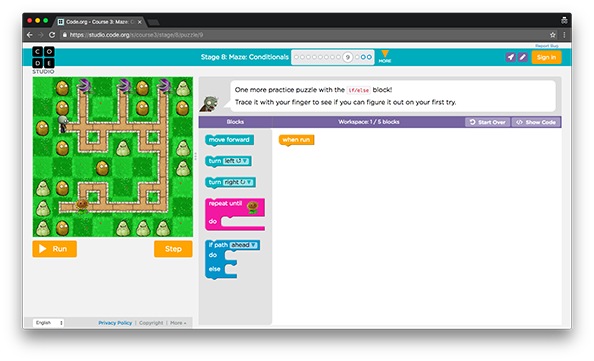 Code.org - Course 3: Maze: Co
https://studio.code.org/s/course3/stage/8/puzzle/9
Report Bug
C O
D E
STUDIO
Stage 8: Maze: Conditionals
9
MORE
Sign in
One more practice puzzle with the if/else block!
Trace it with your finger to see if you can figure it out on your first try.
Blocks
Workspace: 1 / 5 blocks
Start Over
</> Show Code
move forward
when run
turn left ↺ ▼
turn right ↻ ▼
repeat until
do
if path ahead ▼
do
else
Run
Step
English
Privacy Policy | Copyright | More